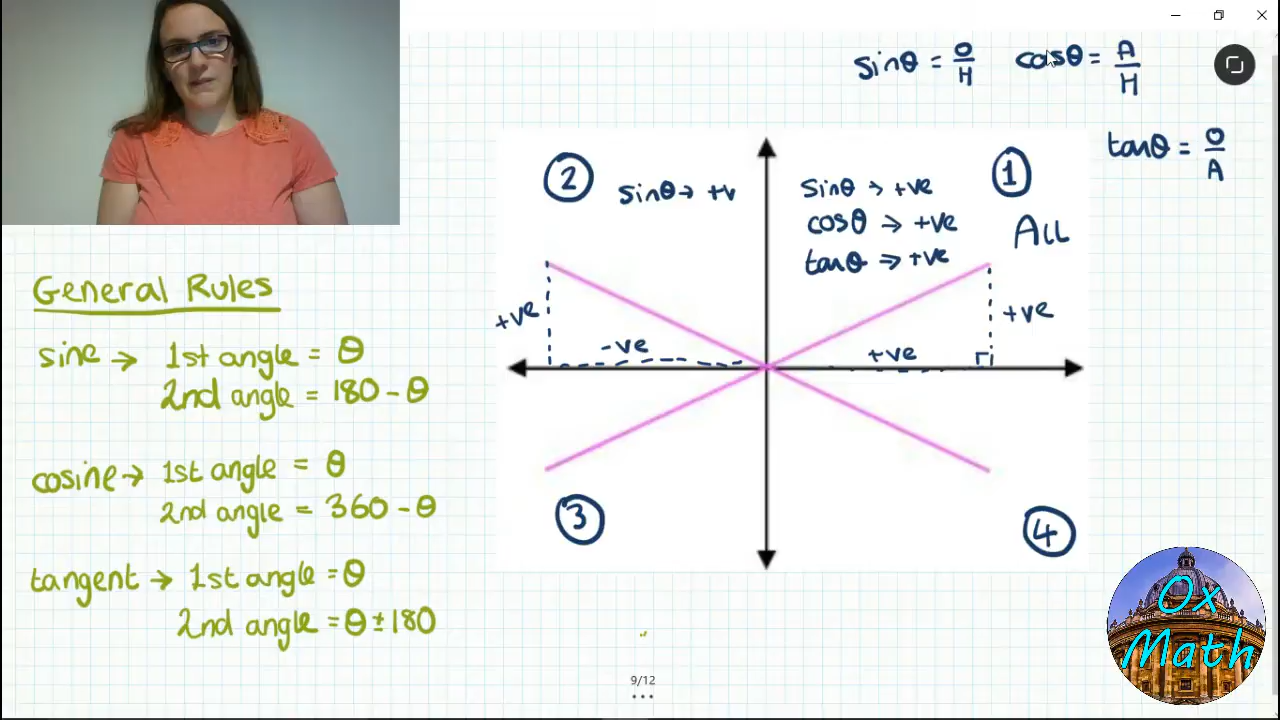 sinθ = O/H
cosθ = A/H
tanθ = O/A
②
sinθ → +v
①
sinθ → +ve
cosθ → +ve
tanθ → +ve
ALL
+ve
-ve
+ve
+ve
③
④
General Rules
sine → 1st angle = θ
2nd angle = 180 - θ
cosine → 1st angle = θ
2nd angle = 360 - θ
tangent → 1st angle = θ
2nd angle = θ ± 180
9/12
Ox
Math